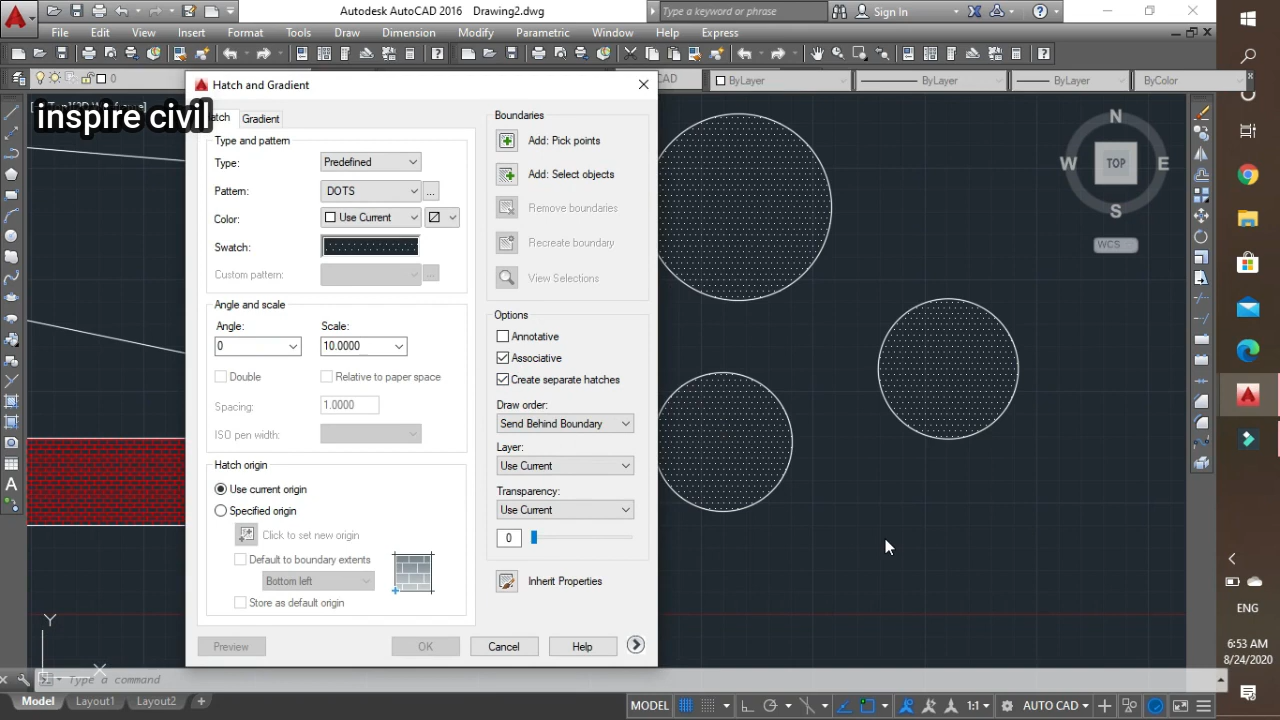 Autodesk AutoCAD 2016 Drawing2.dwg
Type a keyword or phrase
Sign In
File Edit View Insert Format Tools Draw Dimension Modify Parametric Window Help Express
0
CAD
ByLayer
ByLayer
ByLayer
ByColor
inspire civil
Hatch and Gradient
Gradient
Type and pattern
Type:
Predefined
Pattern:
DOTS
...
Color:
Use Current
Swatch:
Custom pattern:
...
Angle and scale
Angle:
Scale:
0
10.0000
Double
Relative to paper space
Spacing:
1.0000
ISO pen width:
Hatch origin
Use current origin
Specified origin
Click to set new origin
Default to boundary extents
Bottom left
Store as default origin
Boundaries
Add: Pick points
Add: Select objects
Remove boundaries
Recreate boundary
View Selections
Options
Annotative
Associative
Create separate hatches
Draw order:
Send Behind Boundary
Layer:
Use Current
Transparency:
Use Current
0
Inherit Properties
Preview
OK
Cancel
Help
N
W
TOP
E
S
WCS
Y
X
Type a command
Model Layout1 Layout2 +
MODEL
1:1
AUTO CAD
ENG
6:53 AM
8/24/2020